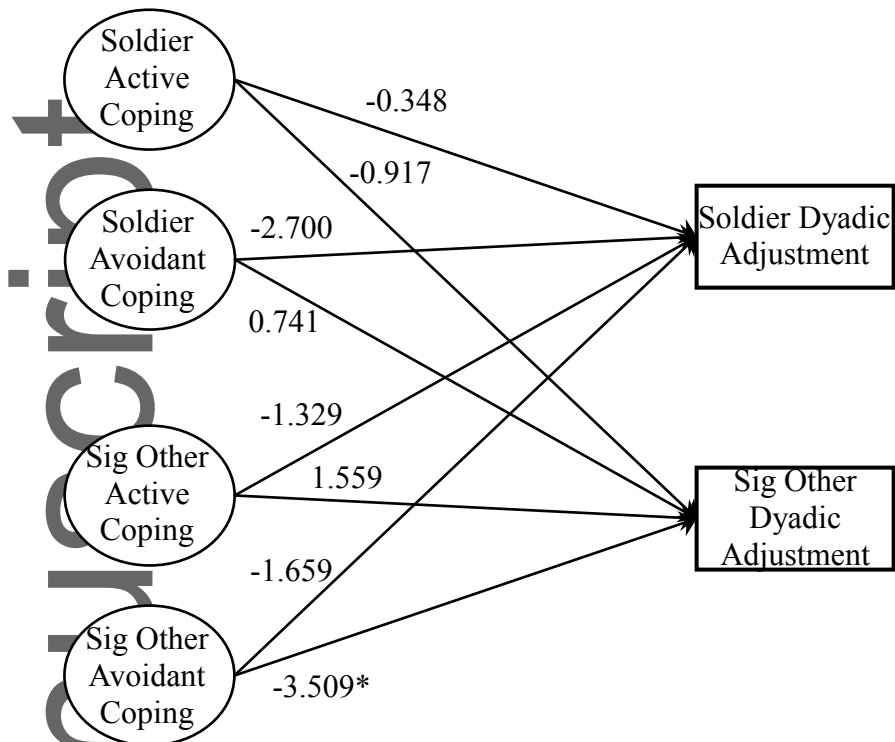 Soldier
Active
Coping
-0.348
-0.917
Soldier
Avoidant
Coping
-2.700
0.741
Soldier Dyadic
Adjustment
Sig Other
Active
Coping
-1.329
1.559
Sig Other
Dyadic
Adjustment
Sig Other
Avoidant
Coping
-1.659
-3.509*
uscript